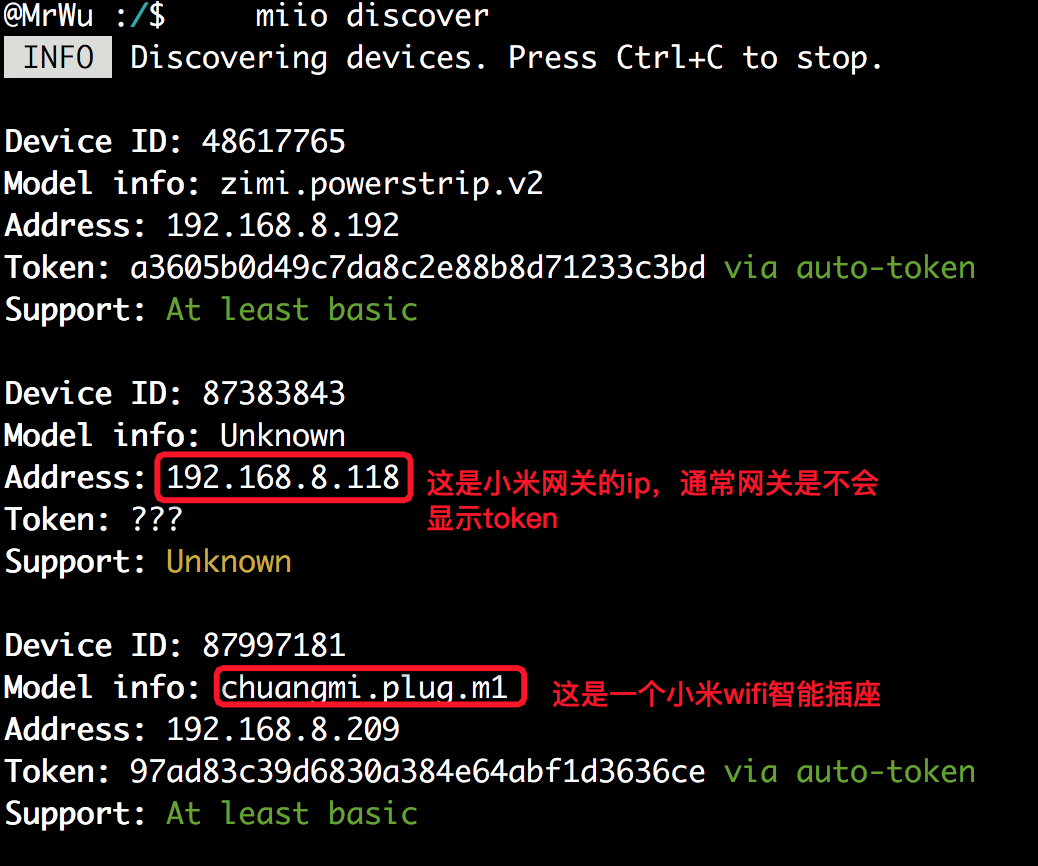 @MrWu :/$ miio discover
INFO Discovering devices. Press Ctrl+C to stop.
Device ID: 48617765
Model info: zimi.powerstrip.v2
Address: 192.168.8.192
Token: a3605b0d49c7da8c2e88b8d71233c3bd via auto-token
Support: At least basic
Device ID: 87383843
Model info: Unknown
Address: 192.168.8.118 这是小米网关的ip，通常网关是不会
显示token
Token: ???
Support: Unknown
Device ID: 87997181
Model info: chuangmi.plug.m1 这是一个小米wifi智能插座
Address: 192.168.8.209
Token: 97ad83c39d6830a384e64abf1d3636ce via auto-token
Support: At least basic